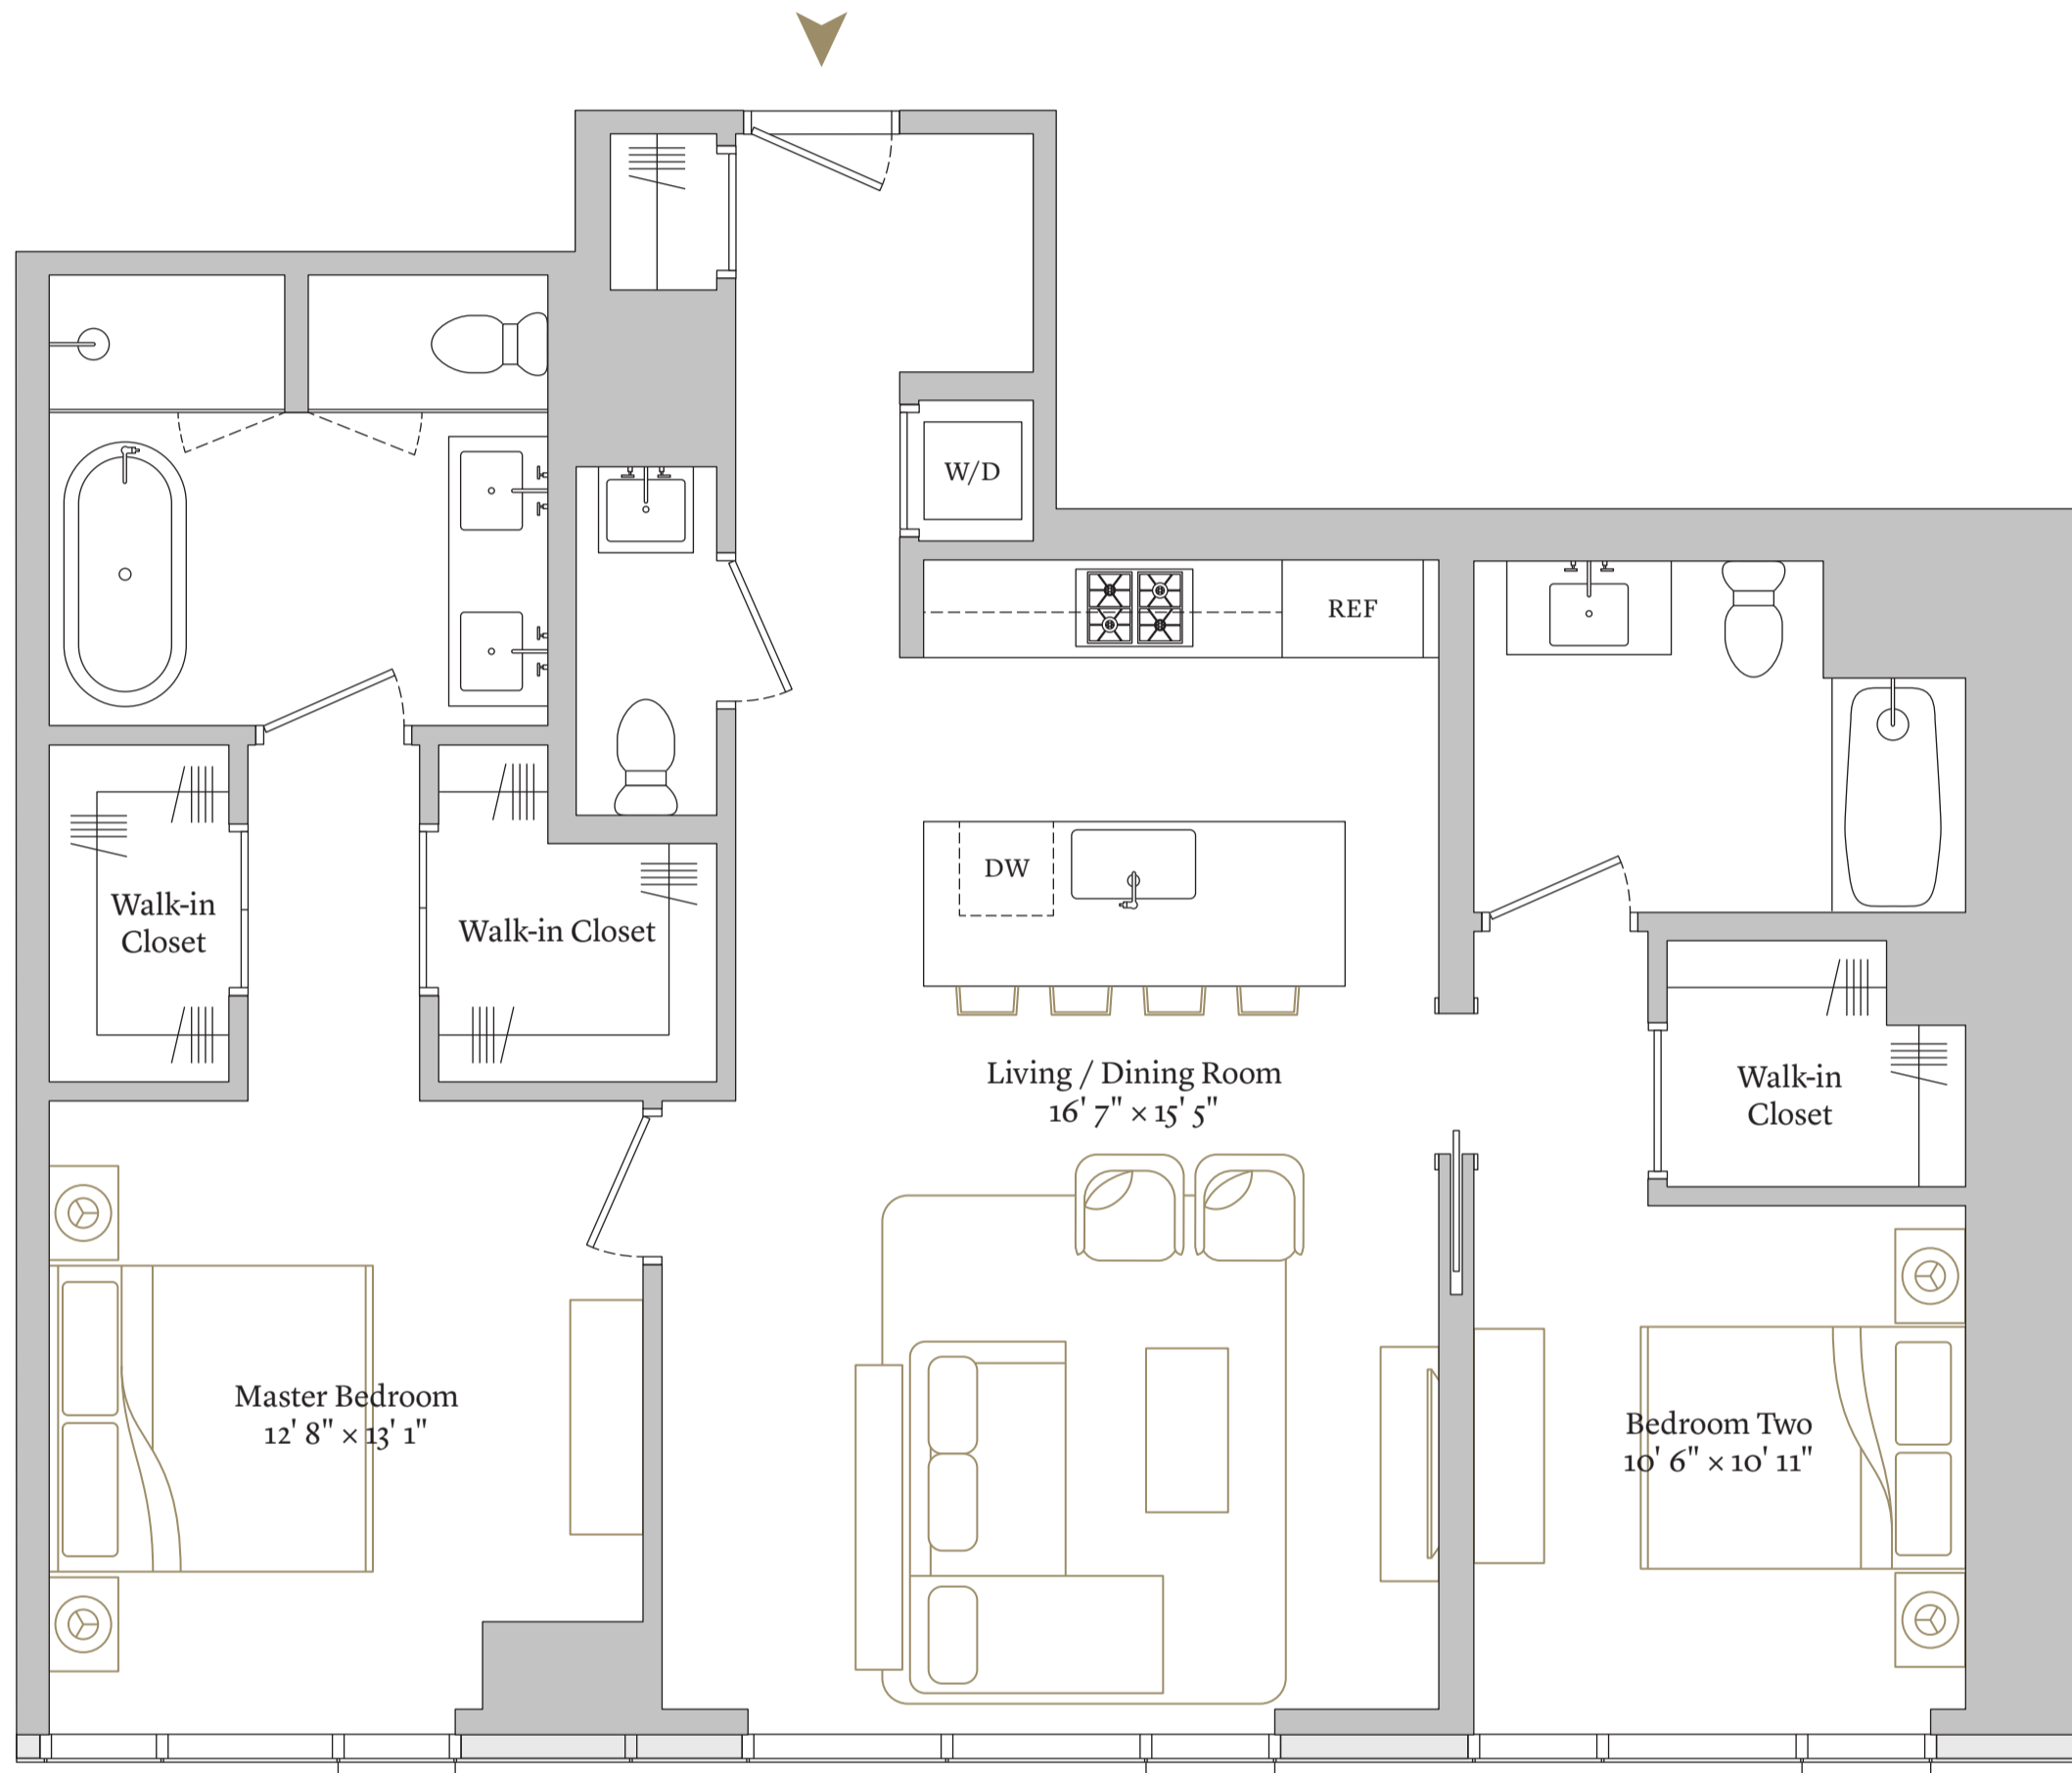 W/D
REF
DW
Walk-in
Closet
Walk-in Closet
Living / Dining Room
16' 7" × 15' 5"
Walk-in
Closet
Master Bedroom
12' 8" × 13' 1"
Bedroom Two
10' 6" × 10' 11"